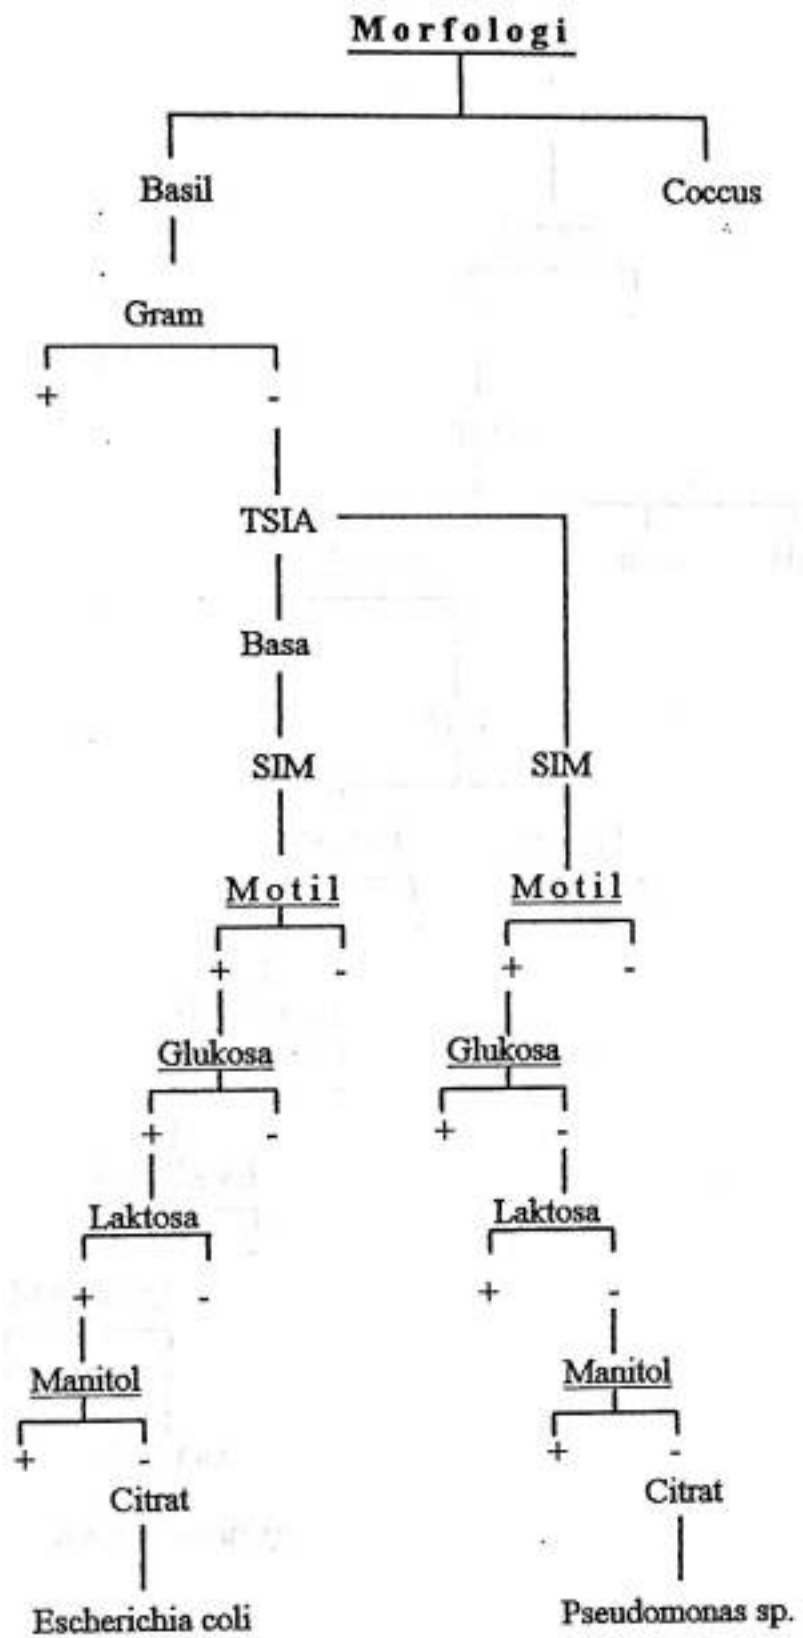 Morfologi
Basil Coccus
Gram
+ -
TSIA
Basa
SIM SIM
Motil Motil
+ - + -
Glukosa Glukosa
+ - + -
Laktosa Laktosa
+ - + -
Manitol Manitol
+ - + -
Citrat Citrat
Escherichia coli Pseudomonas sp.